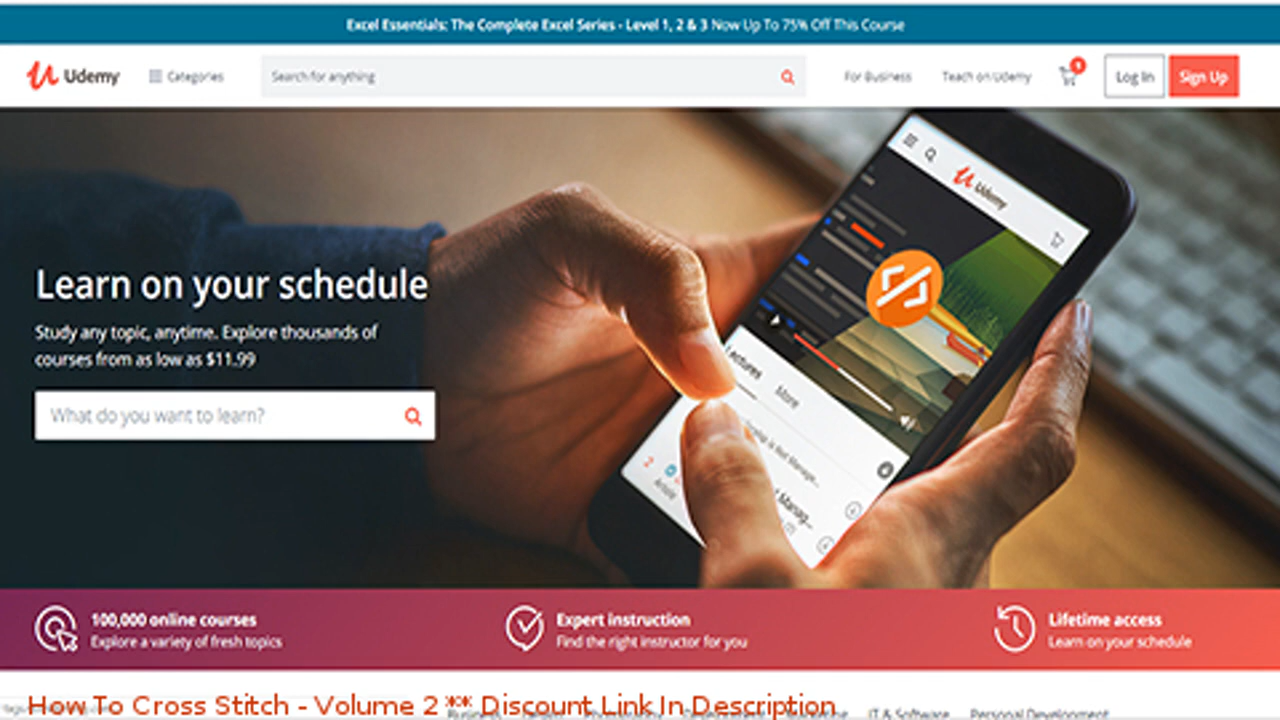 Excel Essentials: The Complete Excel Series - Level 1, 2 & 3 Now Up To 75% Off This Course
Udemy
Categories
Search for anything
For Business
Teach on Udemy
Log In
Sign Up
Udemy
Learn on your schedule
Study any topic, anytime. Explore thousands of
courses from as low as $11.99
What do you want to learn?
Lectures
More
2
Article
100,000 online courses
Explore a variety of fresh topics
Expert instruction
Find the right instructor for you
Lifetime access
Learn on your schedule
How To Cross Stitch - Volume 2 ** Discount Link In Description
IT & Software
Personal Development